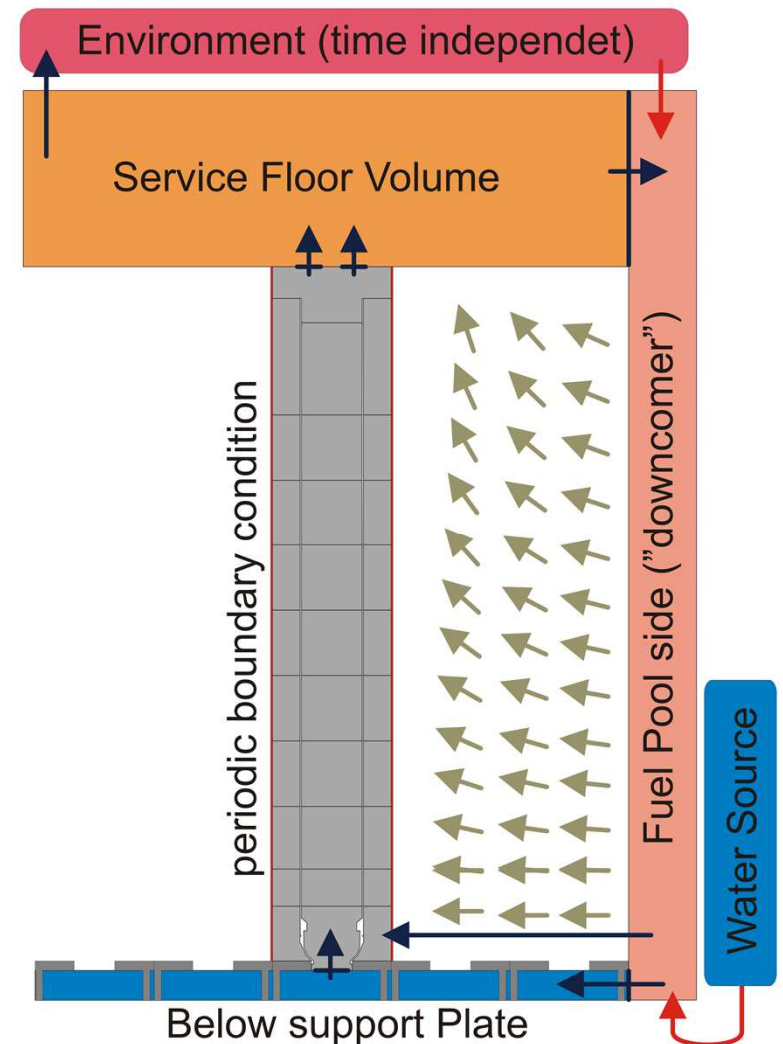 Environment (time independet)
Service Floor Volume
periodic boundary condition
Fuel Pool side ("downcomer")
Water Source
Below support Plate